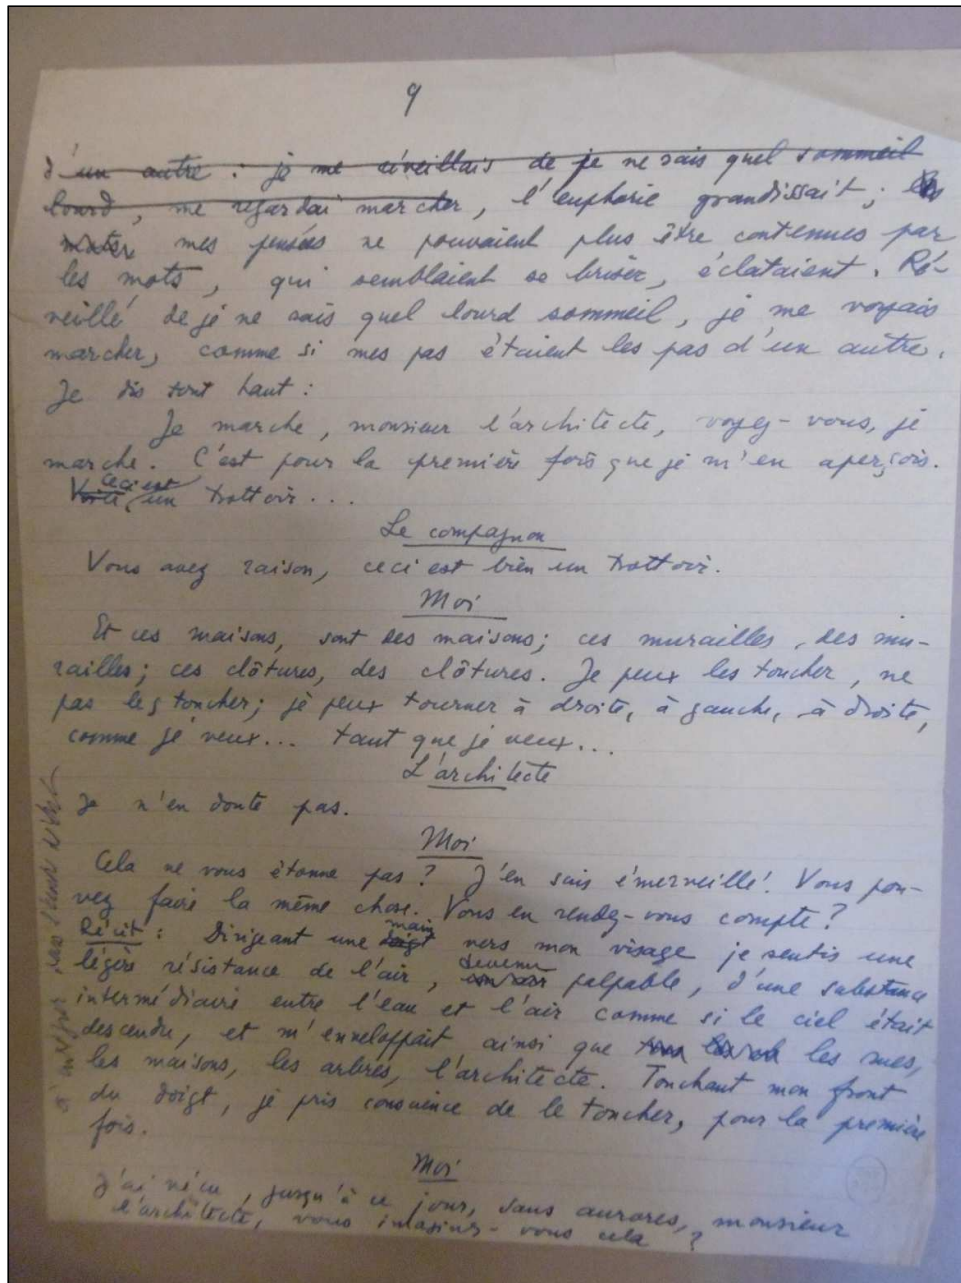 9
d'un autre : je me réveillais de je ne sais quel sommeil
lourd, me regardai marcher, l'euphorie grandissait ;
mes pensées ne pouvaient plus être contenues par
les mots, qui semblaient se briser, éclataient. Ré-
veillé de je ne sais quel lourd sommeil, je me voyais
marcher, comme si mes pas étaient les pas d'un autre.
Je dis tout haut :
Je marche, monsieur l'architecte, voyez-vous, je
marche. C'est pour la première fois que je m'en aperçois.
Voici ceci est un trottoir...
Le compagnon
Vous avez raison, ceci est bien un trottoir.
Moi
Et ces maisons, sont des maisons ; ces murailles, des mu-
railles ; ces clôtures, des clôtures. Je peux les toucher, ne
pas les toucher ; je peux tourner à droite, à gauche, à droite,
comme je veux... tant que je veux...
L'architecte
Je n'en doute pas.
Moi
Cela ne vous étonne pas ? J'en suis émerveillé ! Vous pou-
vez faire la même chose. Vous en rendez-vous compte ?
Récit : Dirigeant une doigt main vers mon visage je sentis une
légère résistance de l'air, devenu palpable, d'une substance
intermédiaire entre l'eau et l'air comme si le ciel était
descendu, et m'enveloppait ainsi que les rues,
les maisons, les arbres, l'architecte. Touchant mon front
du doigt, je pris conscience de le toucher, pour la première
fois.
Moi
J'ai vécu, jusqu'à ce jour, sans aurores, monsieur
l'architecte, vous imaginez-vous cela ?